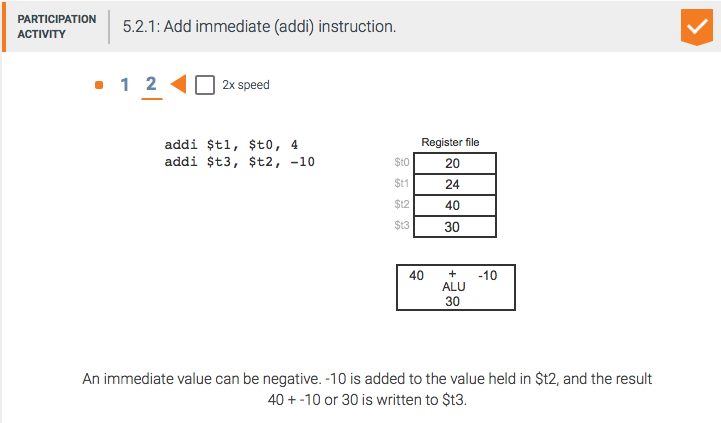 PARTICIPATION
ACTIVITY
5.2.1: Add immediate (addi) instruction.
1 2 2x speed
addi $t1, $t0, 4
addi $t3, $t2, -10
Register file
$t0 20
$t1 24
$t2 40
$t3 30
40 + -10
ALU
30
An immediate value can be negative. -10 is added to the value held in $t2, and the result
40 + -10 or 30 is written to $t3.